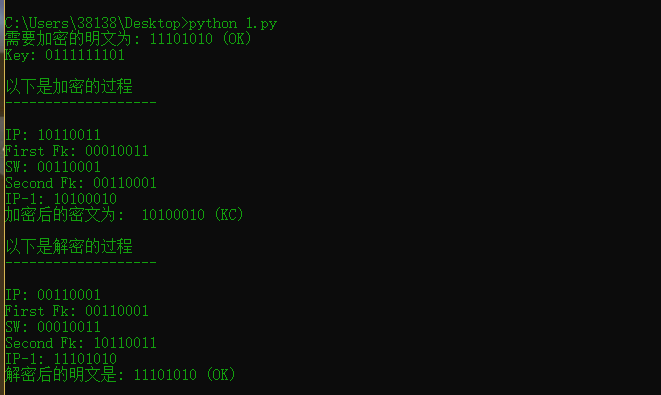 C:\Users\38138\Desktop>python 1.py
需要加密的明文为: 11101010 (OK)
Key: 0111111101
以下是加密的过程
-------------------
IP: 10110011
First Fk: 00010011
SW: 00110001
Second Fk: 00110001
IP-1: 10100010
加密后的密文为:  10100010 (KC)
以下是解密的过程
-------------------
IP: 00110001
First Fk: 00110001
SW: 00010011
Second Fk: 10110011
IP-1: 11101010
解密后的明文是: 11101010 (OK)